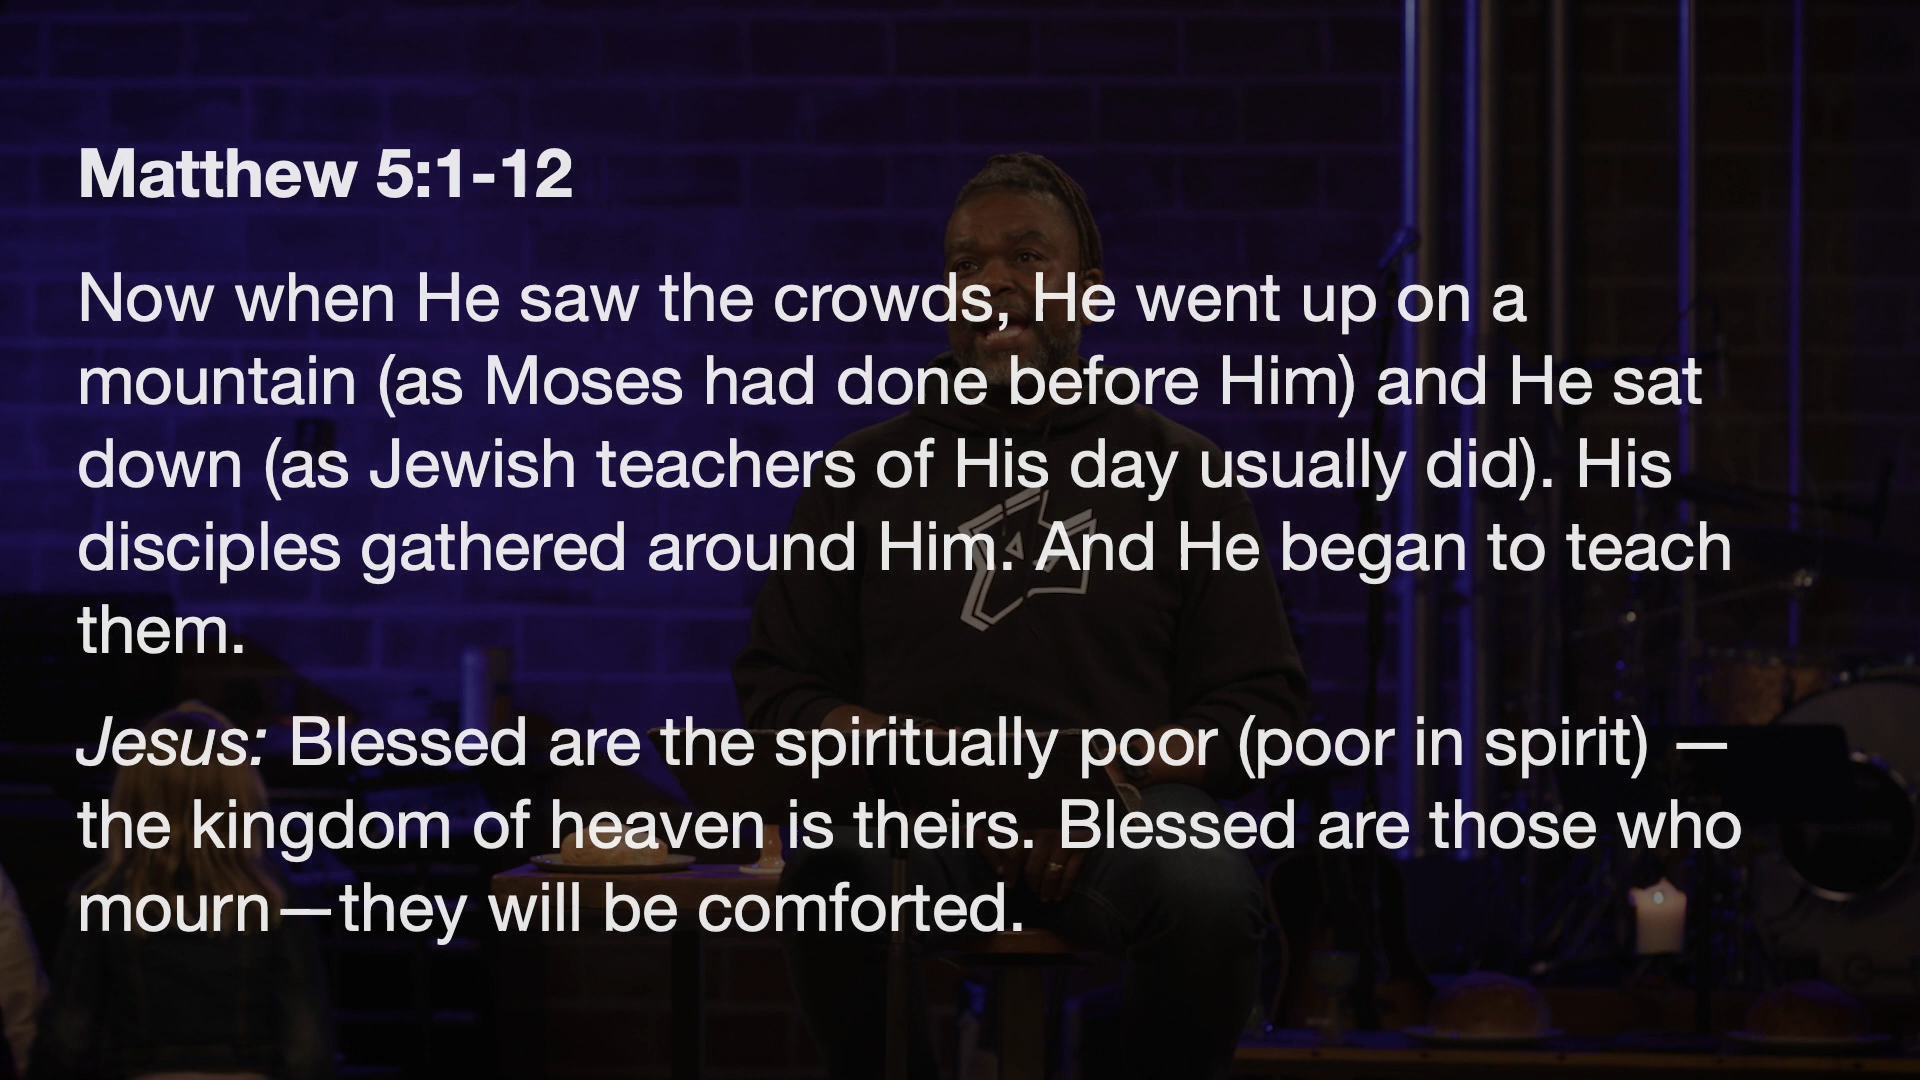 Matthew 5:1-12
Now when He saw the crowds, He went up on a
mountain (as Moses had done before Him) and He sat
down (as Jewish teachers of His day usually did). His
disciples gathered around Him. And He began to teach
them.
Jesus: Blessed are the spiritually poor (poor in spirit) —
the kingdom of heaven is theirs. Blessed are those who
mourn—they will be comforted.